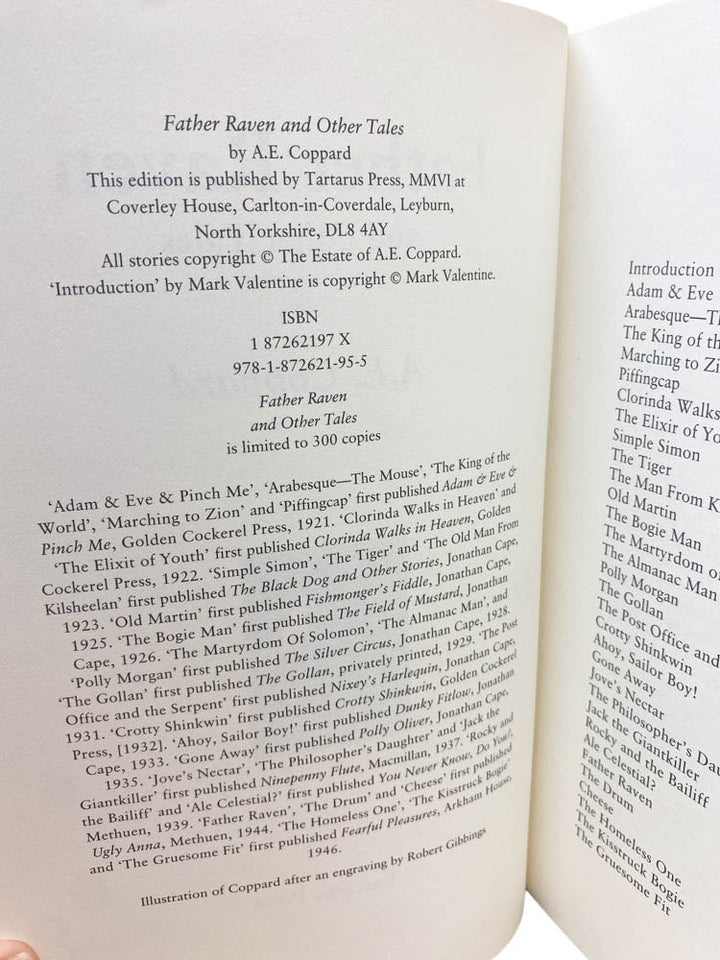 Father Raven and Other Tales
by A.E. Coppard
This edition is published by Tartarus Press, MMVI at
Coverley House, Carlton-in-Coverdale, Leyburn,
North Yorkshire, DL8 4AY
All stories copyright © The Estate of A.E. Coppard.
‘Introduction’ by Mark Valentine is copyright © Mark Valentine.
ISBN
1 87262197 X
978-1-872621-95-5
Father Raven
and Other Tales
is limited to 300 copies
‘Adam & Eve & Pinch Me’, ‘Arabesque—The Mouse’, ‘The King of the
World’, ‘Marching to Zion’ and ‘Piffingcap’ first published Adam & Eve &
Pinch Me, Golden Cockerel Press, 1921. ‘Clorinda Walks in Heaven’ and
‘The Elixir of Youth’ first published Clorinda Walks in Heaven, Golden
Cockerel Press, 1922. ‘Simple Simon’, ‘The Tiger’ and ‘The Old Man From
Kilsheelan’ first published The Black Dog and Other Stories, Jonathan Cape,
1923. ‘Old Martin’ first published Fishmonger’s Fiddle, Jonathan Cape,
1925. ‘The Bogie Man’ first published The Field of Mustard, Jonathan
Cape, 1926. ‘The Martyrdom Of Solomon’, ‘The Almanac Man’, and
‘Polly Morgan’ first published The Silver Circus, Jonathan Cape, 1928.
‘The Gollan’ first published The Gollan, privately printed, 1929. ‘The Post
Office and the Serpent’ first published Nixey’s Harlequin, Jonathan Cape,
1931. ‘Crotty Shinkwin’ first published Crotty Shinkwin, Golden Cockerel
Press, [1932]. ‘Ahoy, Sailor Boy!’ first published Dunky Fitlow, Jonathan
Cape, 1933. ‘Gone Away’ first published Polly Oliver, Jonathan Cape,
1935. ‘Jove’s Nectar’, ‘The Philosopher’s Daughter’ and ‘Jack the
Giantkiller’ first published Ninepenny Flute, Macmillan, 1937. ‘Rocky and
the Bailiff’ and ‘Ale Celestial?’ first published You Never Know, Do You?,
Methuen, 1939. ‘Father Raven’, ‘The Drum’ and ‘Cheese’ first published
Ugly Anna, Methuen, 1944. ‘The Homeless One’, ‘The Kisstruck Bogie’
and ‘The Gruesome Fit’ first published Fearful Pleasures, Arkham House,
1946.
Illustration of Coppard after an engraving by Robert Gibbings
Introduction
Adam & Eve
Arabesque—Th
The King of th
Marching to Zi
Piffingcap
Clorinda Walks
The Elixir of Yo
Simple Simon
The Tiger
The Man From K
Old Martin
The Bogie Man
The Martyrdom o
The Almanac Man
Polly Morgan
The Gollan
The Post Office and
Crotty Shinkwin
Ahoy, Sailor Boy!
Gone Away
Jove’s Nectar
The Philosopher’s Dau
Jack the Giantkiller
Rocky and the Bailiff
Ale Celestial?
Father Raven
The Drum
Cheese
The Homeless One
The Kisstruck Bogie
The Gruesome Fit